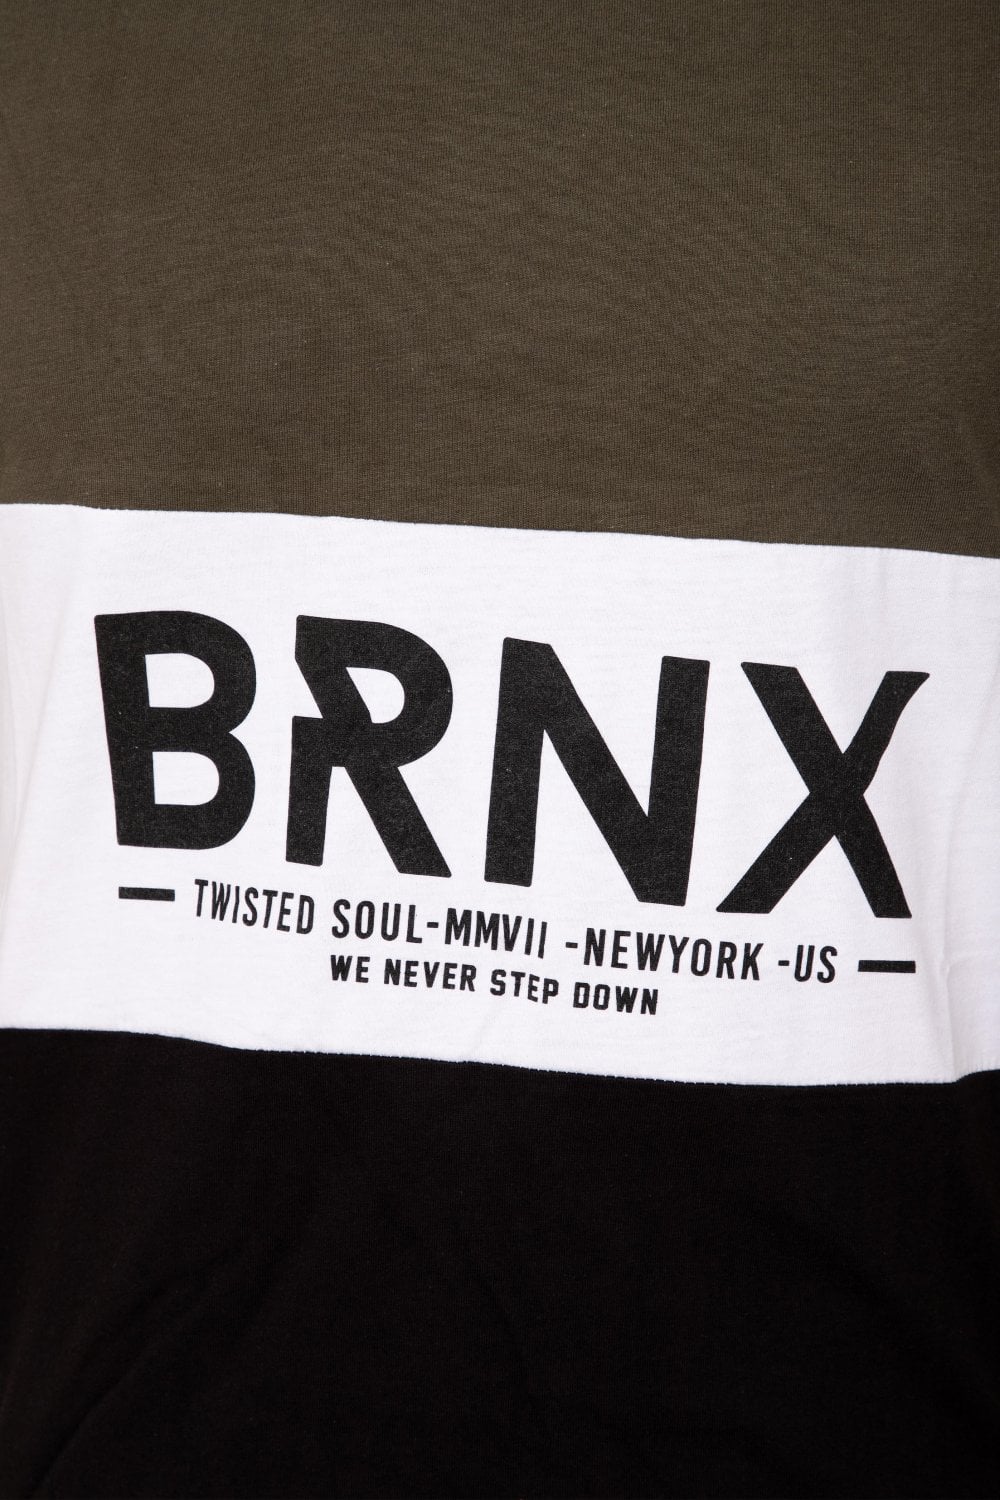 BRNX
— TWISTED SOUL-MMVII -NEWYORK -US —
WE NEVER STEP DOWN